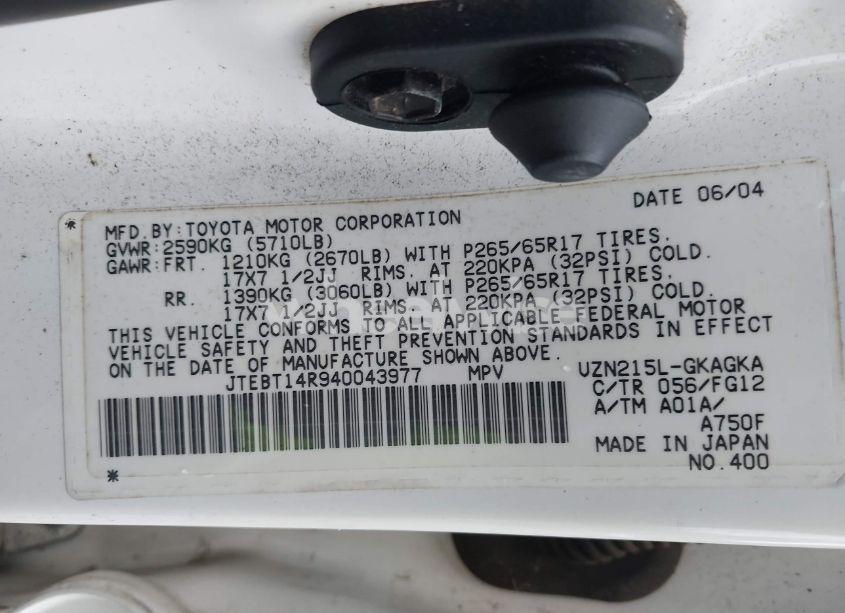 DATE 06/04
MFD.BY:TOYOTA MOTOR CORPORATION
GVWR:2590KG (5710LB)
GAWR:FRT. 1210KG (2670LB) WITH P265/65R17 TIRES.
17X7 1/2JJ RIMS. AT 220KPA (32PSI) COLD.
RR. 1390KG (3060LB) WITH P265/65R17 TIRES.
17X7 1/2JJ RIMS. AT 220KPA (32PSI) COLD.
THIS VEHICLE CONFORMS TO ALL APPLICABLE FEDERAL MOTOR
VEHICLE SAFETY AND THEFT PREVENTION STANDARDS IN EFFECT
ON THE DATE OF MANUFACTURE SHOWN ABOVE.
JTEBT14R940043977 MPV
UZN215L-GKAGKA
C/TR 056/FG12
A/TM A01A/
A750F
MADE IN JAPAN
NO.400